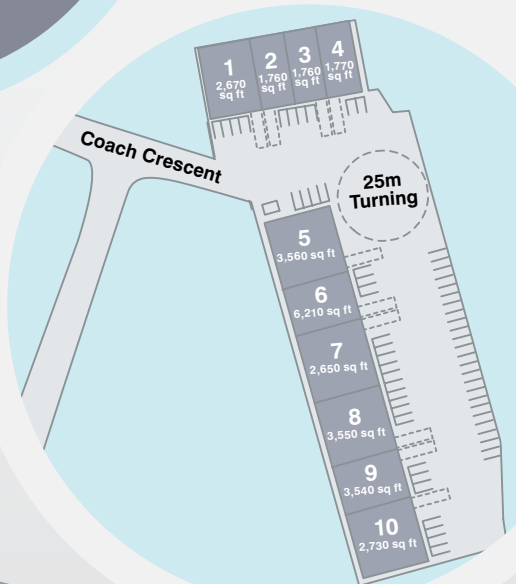 1
2,670
sq ft
2
1,760
sq ft
3
1,760
sq ft
4
1,770
sq ft
Coach Crescent
25m
Turning
5
3,560 sq ft
6
6,210 sq ft
7
2,650 sq ft
8
3,550 sq ft
9
3,540 sq ft
10
2,730 sq ft